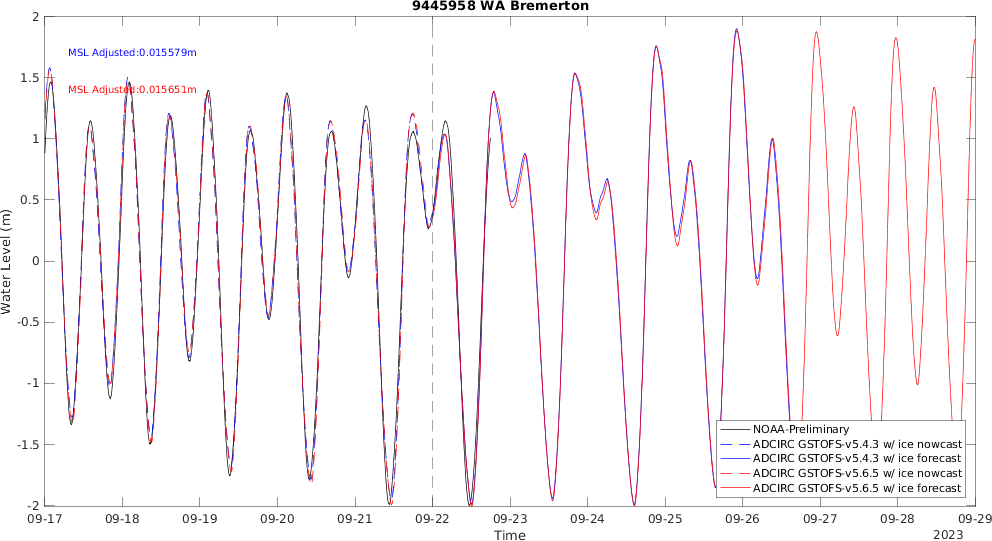 9445958 WA Bremerton
MSL Adjusted:0.015579m
MSL Adjusted:0.015651m
Water Level (m)
2
1.5
1
0.5
0
-0.5
-1
-1.5
-2
NOAA-Preliminary
ADCIRC GSTOFS-v5.4.3 w/ ice nowcast
ADCIRC GSTOFS-v5.4.3 w/ ice forecast
ADCIRC GSTOFS-v5.6.5 w/ ice nowcast
ADCIRC GSTOFS-v5.6.5 w/ ice forecast
09-17 09-18 09-19 09-20 09-21 09-22 09-23 09-24 09-25 09-26 09-27 09-28 09-29
Time
2023